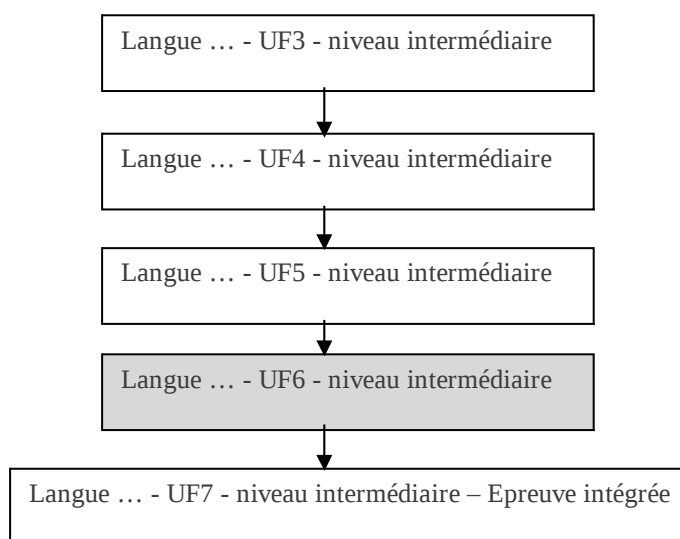 Langue … - UF3 - niveau intermédiaire
Langue … - UF4 - niveau intermédiaire
Langue … - UF5 - niveau intermédiaire
Langue … - UF6 - niveau intermédiaire
Langue … - UF7 - niveau intermédiaire – Epreuve intégrée